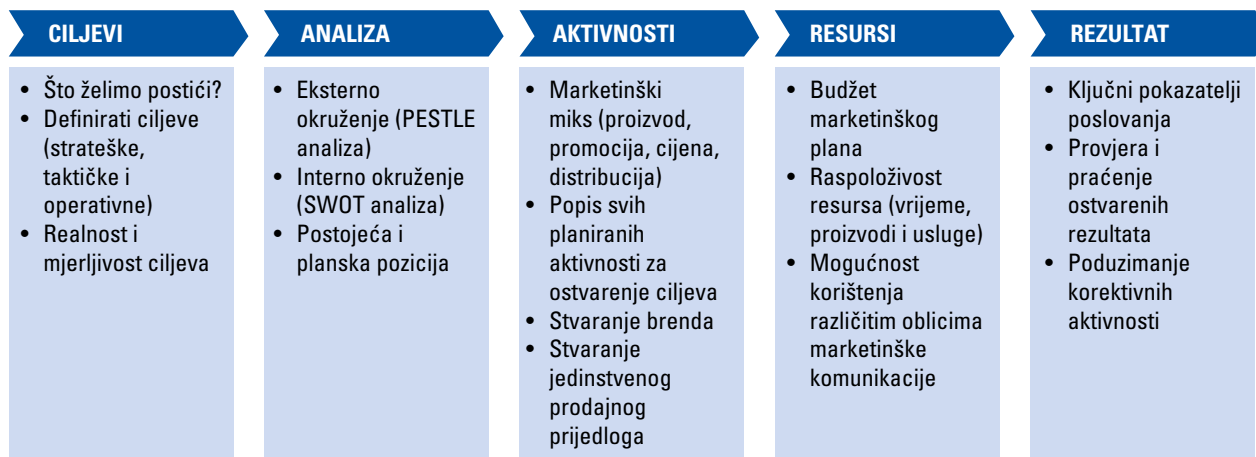 CILJEVI
• Što želimo postići?
• Definirati ciljeve
(strateške,
taktičke i
operativne)
• Realnost i
mjerljivost ciljeva
ANALIZA
• Eksterno
okruženje (PESTLE
analiza)
• Interno okruženje
(SWOT analiza)
• Postojeća i
planska pozicija
AKTIVNOSTI
• Marketinški
miks (proizvod,
promocija, cijena,
distribucija)
• Popis svih
planiranih
aktivnosti za
ostvarenje ciljeva
• Stvaranje brenda
• Stvaranje
jedinstvenog
prodajnog
prijedloga
RESURSI
• Budžet
marketinškog
plana
• Raspoloživost
resursa (vrijeme,
proizvodi i usluge)
• Mogućnost
korištenja
različitim oblicima
marketinške
komunikacije
REZULTAT
• Ključni pokazatelji
poslovanja
• Provjera i
praćenje
ostvarenih
rezultata
• Poduzimanje
korektivnih
aktivnosti